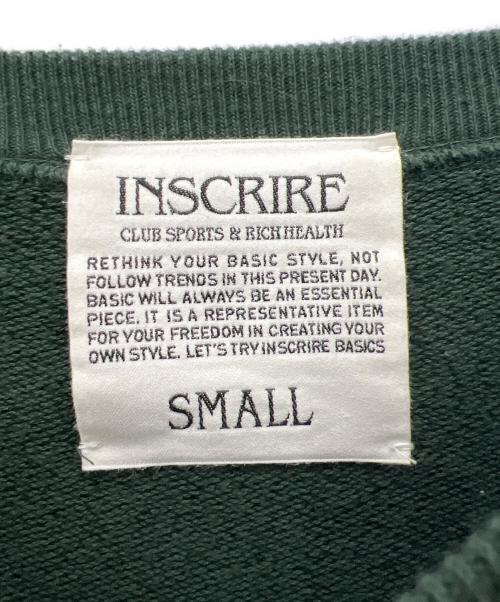 INSCRIRE
CLUB SPORTS & RICH HEALTH
RETHINK YOUR BASIC STYLE, NOT
FOLLOW TRENDS IN THIS PRESENT DAY.
BASIC WILL ALWAYS BE AN ESSENTIAL
PIECE. IT IS A REPRESENTATIVE ITEM
FOR YOUR FREEDOM IN CREATING YOUR
OWN STYLE. LET'S TRY INSCRIRE BASICS
SMALL